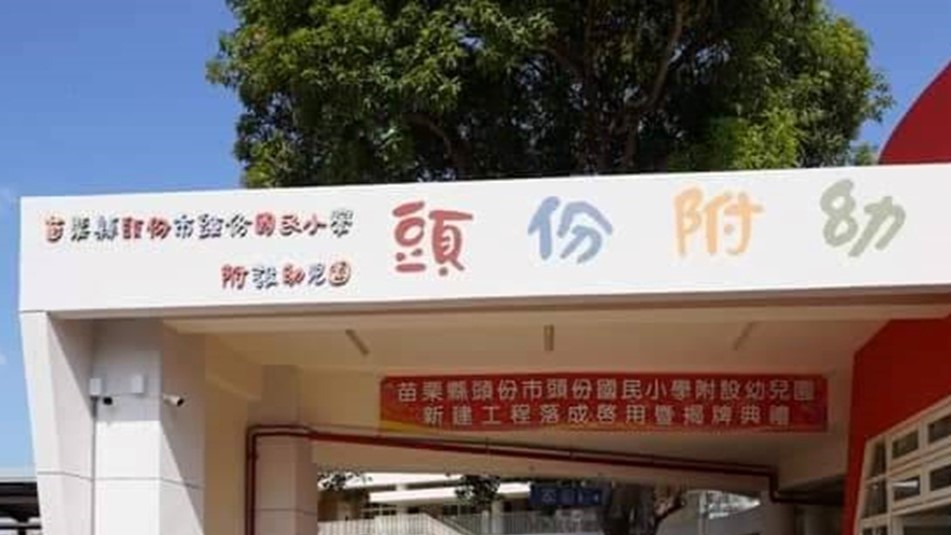 苗栗縣頭份市頭份國民小學
附設幼兒園
頭份附幼
苗栗縣頭份市頭份國民小學附設幼兒園
新建工程落成啓用暨揭牌典禮